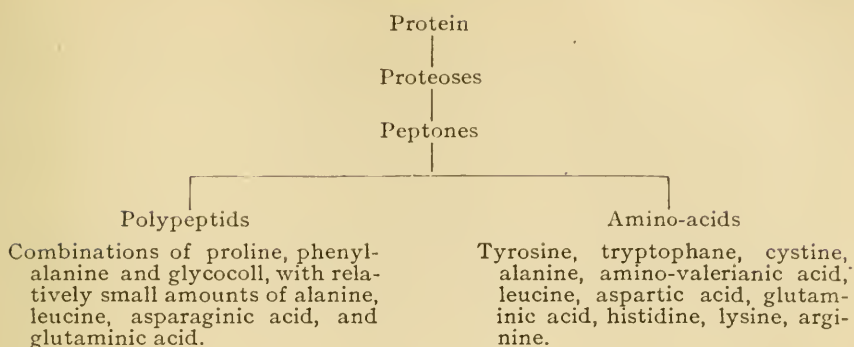 Protein
Proteoses
Peptones
Polypeptids
Combinations of proline, phenyl-
alanine and glycocoll, with rela-
tively small amounts of alanine,
leucine, asparaginic acid, and
glutaminic acid.
Amino-acids
Tyrosine, tryptophane, cystine,
alanine, amino-valerianic acid,
leucine, aspartic acid, glutam-
inic acid, histidine, lysine, argi-
nine.